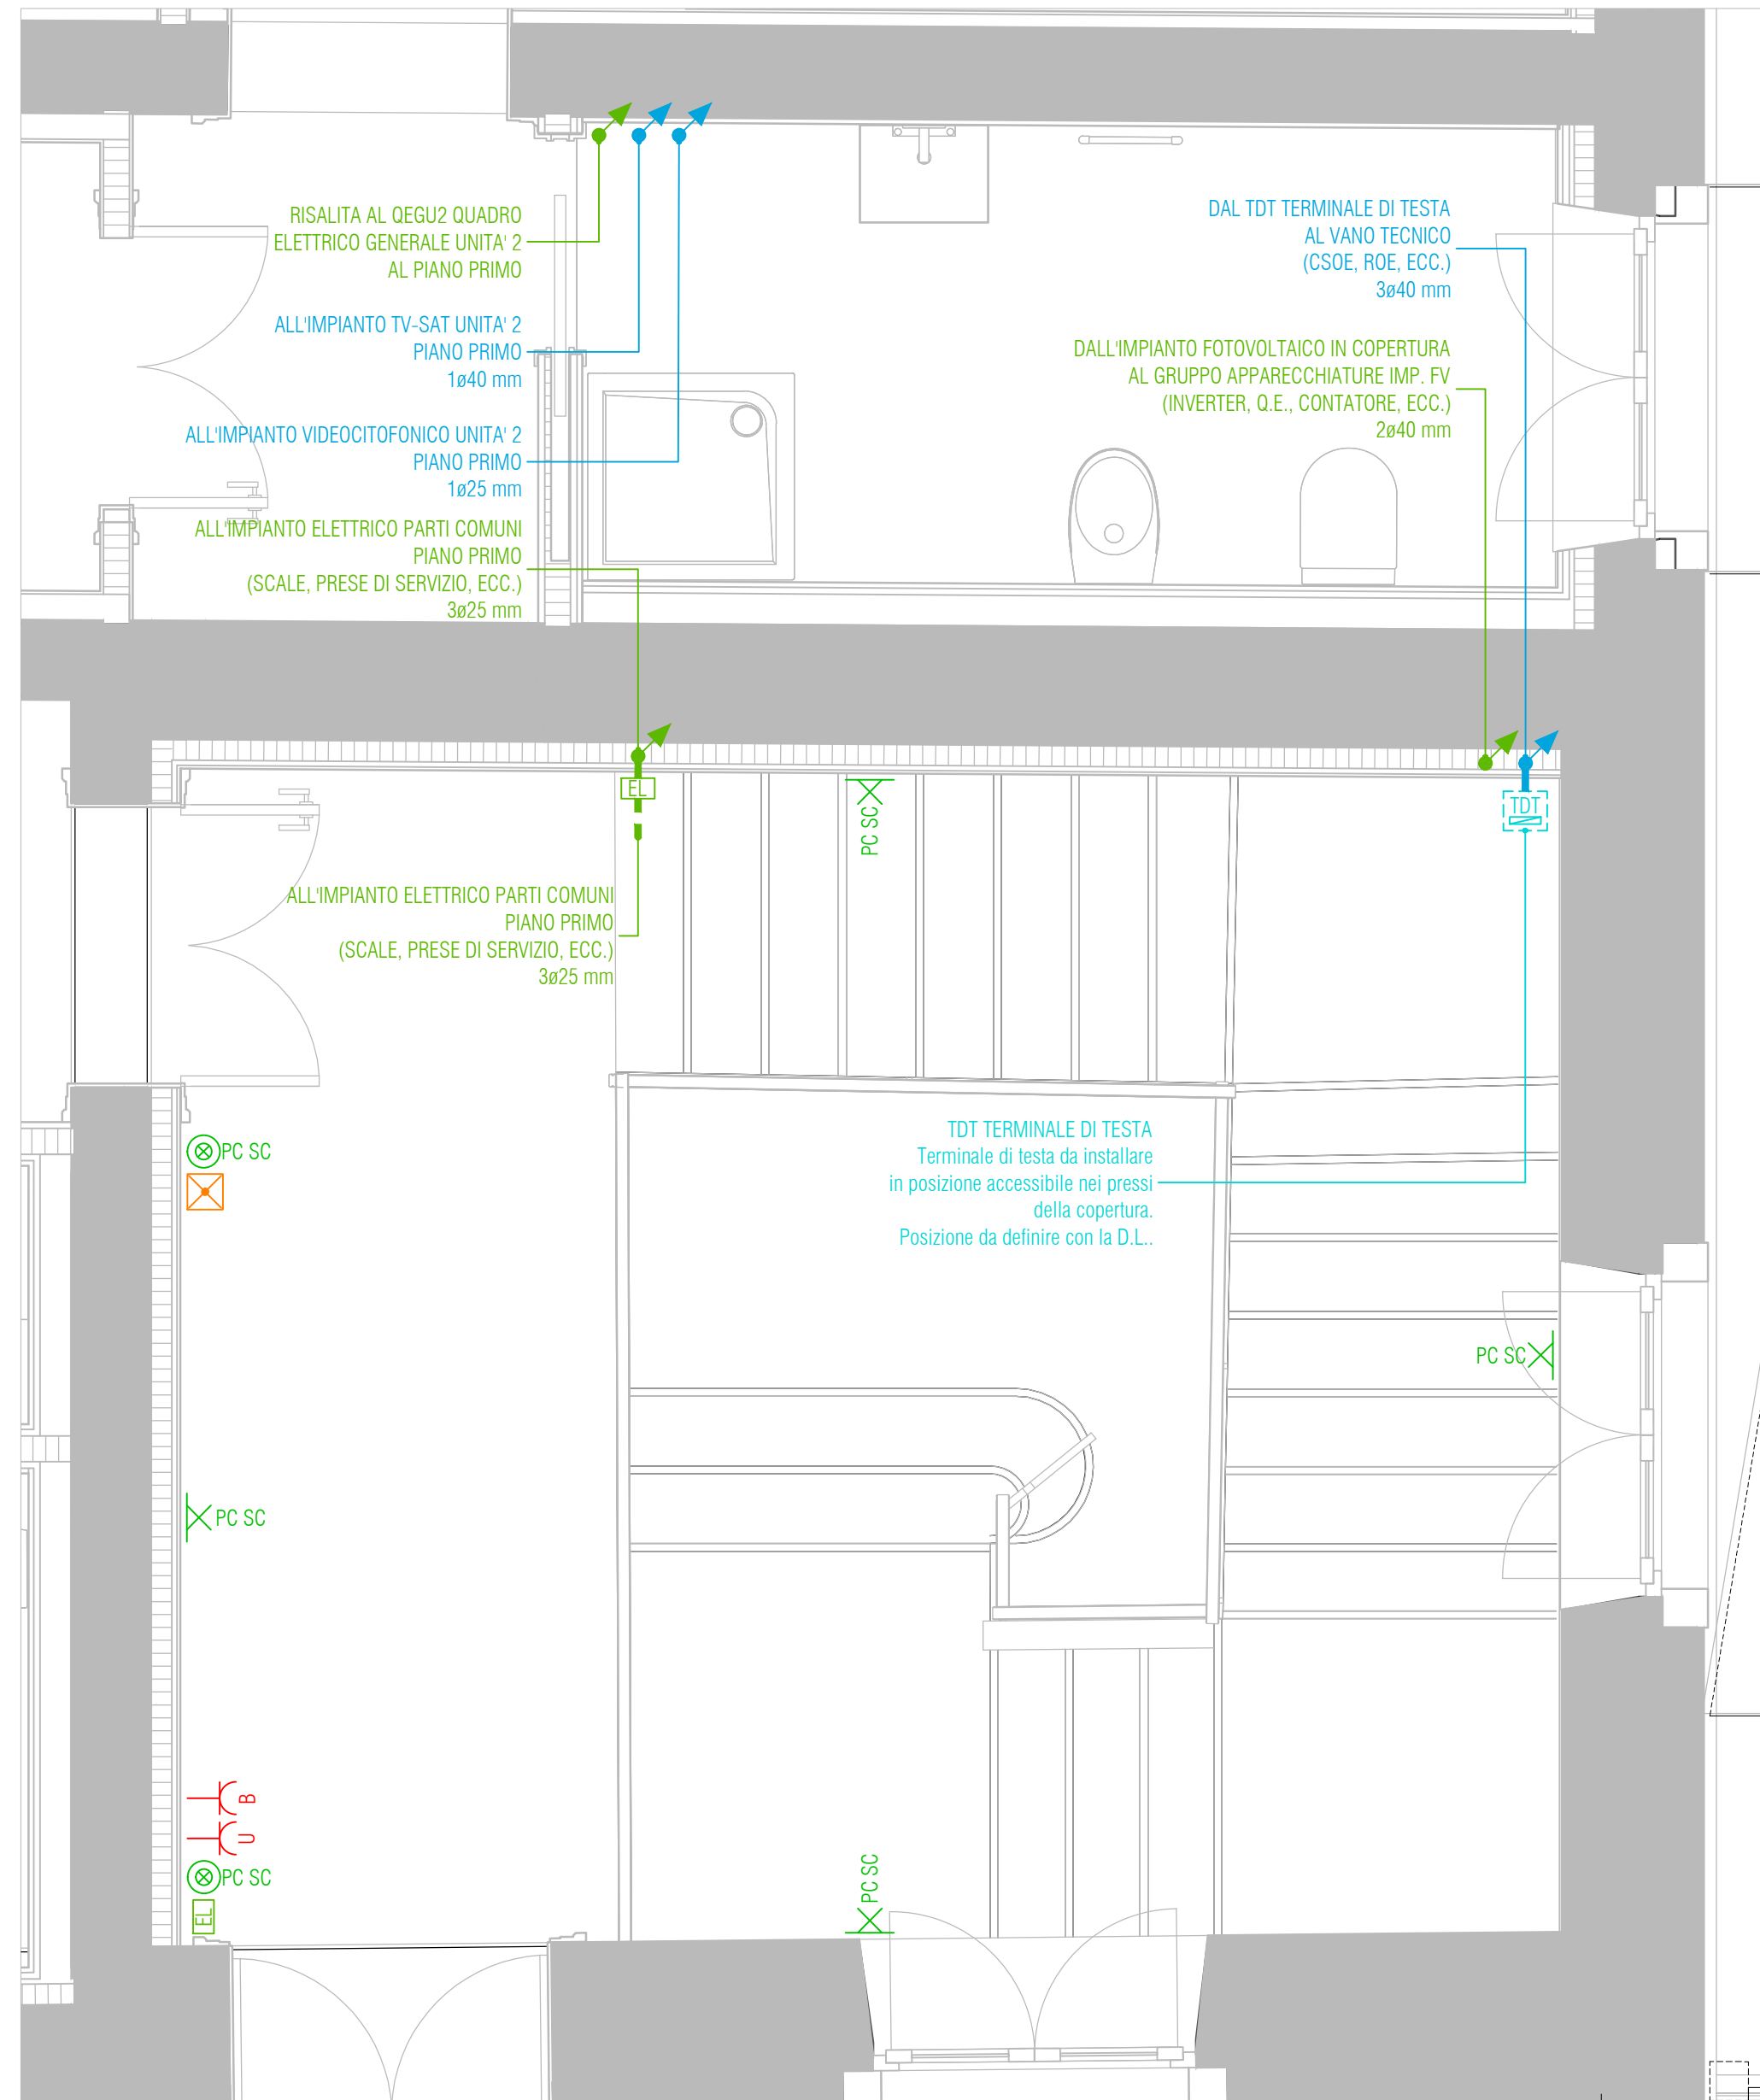 RISALITA AL QEGU2 QUADRO
ELETTRICO GENERALE UNITA' 2
AL PIANO PRIMO
ALL'IMPIANTO TV-SAT UNITA' 2
PIANO PRIMO
1ø40 mm
ALL'IMPIANTO VIDEOCITOFONICO UNITA' 2
PIANO PRIMO
1ø25 mm
ALL'IMPIANTO ELETTRICO PARTI COMUNI
PIANO PRIMO
(SCALE, PRESE DI SERVIZIO, ECC.)
3ø25 mm
DAL TDT TERMINALE DI TESTA
AL VANO TECNICO
(CSOE, ROE, ECC.)
3ø40 mm
DALL'IMPIANTO FOTOVOLTAICO IN COPERTURA
AL GRUPPO APPARECCHIATURE IMP. FV
(INVERTER, Q.E., CONTATORE, ECC.)
2ø40 mm
EL
PC SC
TDT
ALL'IMPIANTO ELETTRICO PARTI COMUNI
PIANO PRIMO
(SCALE, PRESE DI SERVIZIO, ECC.)
3ø25 mm
PC SC
TDT TERMINALE DI TESTA
Terminale di testa da installare
in posizione accessibile nei pressi
della copertura.
Posizione da definire con la D.L..
PC SC
PC SC
B
U
PC SC
EL
PC SC